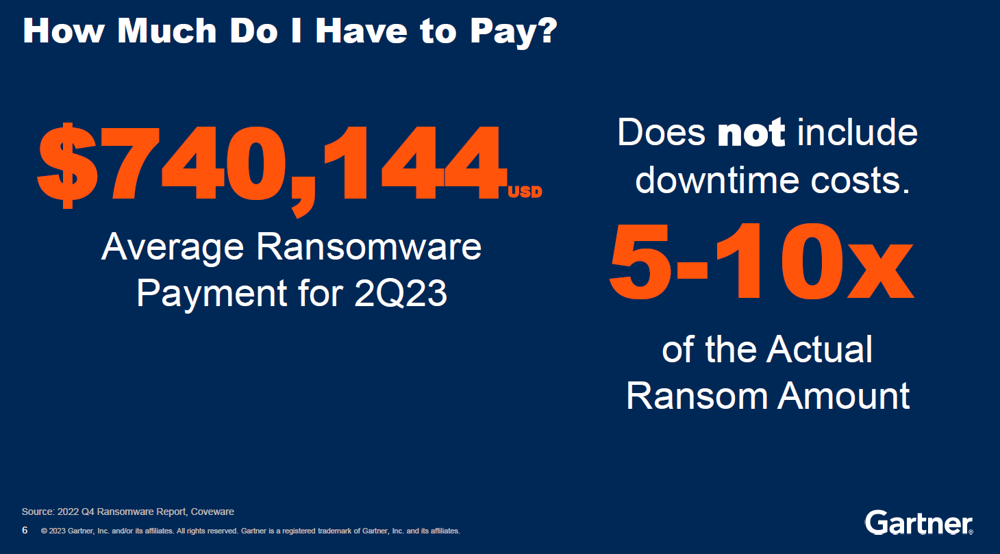 How Much Do I Have to Pay?
$740,144 USD
Average Ransomware
Payment for 2Q23
Does not include
downtime costs.
5-10x
of the Actual
Ransom Amount
Source: 2022 Q4 Ransomware Report, Coveware
6 © 2023 Gartner, Inc. and/or its affiliates. All rights reserved. Gartner is a registered trademark of Gartner, Inc. and its affiliates.
Gartner®